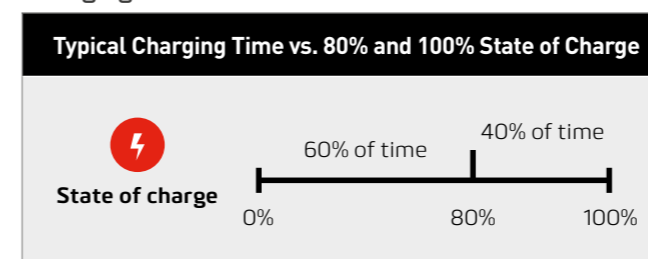 Typical Charging Time vs. 80% and 100% State of Charge
40% of time
60% of time
State of charge
0%
80%
100%